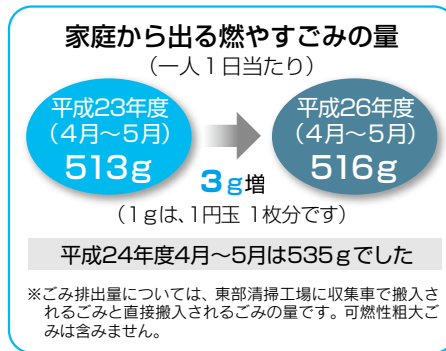 家庭から出る燃やすごみの量
（一人１日当たり）
平成23年度
（４月〜５月）
513g
3g増
平成26年度
（４月〜５月）
516g
（１gは、１円玉 １枚分です）
平成24年度4月〜5月は535gでした
※ごみ排出量については、東部清掃工場に収集車で搬入さ
れるごみと直接搬入されるごみの量です。可燃性粗大ご
みは含みません。